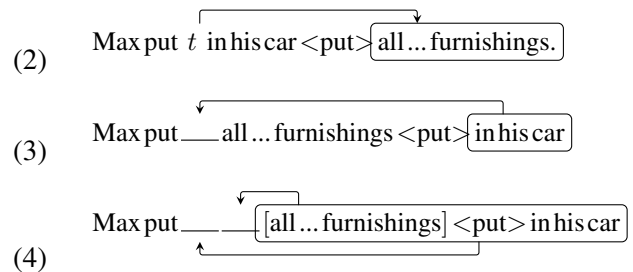 (2) Max put t in his car <put> all ... furnishings.
(3) Max put ___ all ... furnishings <put> in his car
(4) Max put ___ ___ [all ... furnishings] <put> in his car